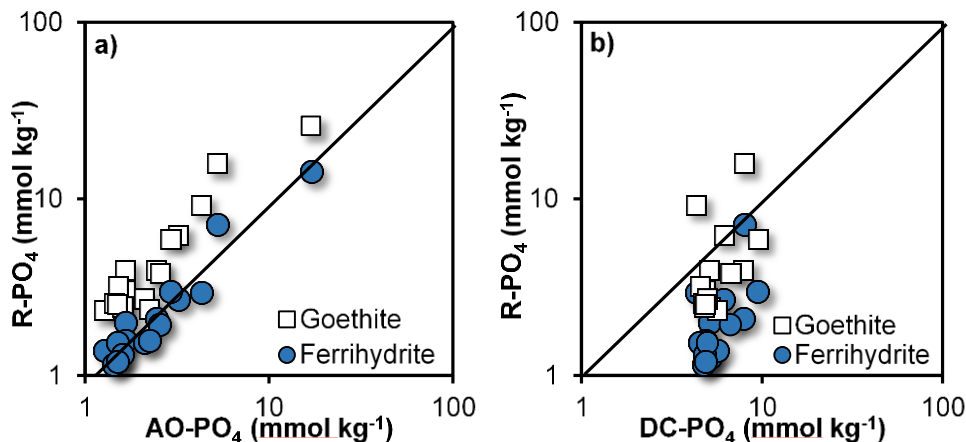 a)
100
10
1
R-PO₄ (mmol kg⁻¹)
Goethite
Ferrihydrite
1
10
100
AO-PO₄ (mmol kg⁻¹)
b)
100
10
1
R-PO₄ (mmol kg⁻¹)
Goethite
Ferrihydrite
1
10
100
DC-PO₄ (mmol kg⁻¹)